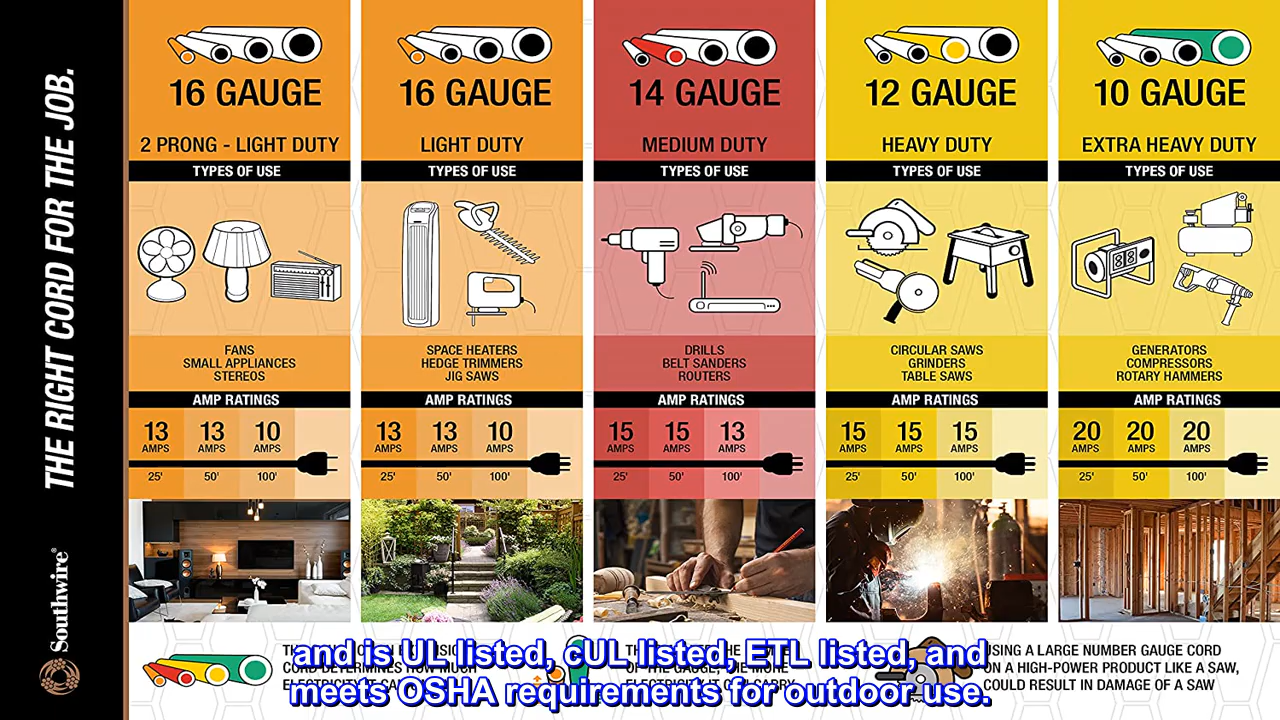 THE RIGHT CORD FOR THE JOB.
Southwire®
16 GAUGE
2 PRONG - LIGHT DUTY
TYPES OF USE
FANS
SMALL APPLIANCES
STEREOS
AMP RATINGS
13 AMPS 13 AMPS 10 AMPS
25' 50' 100'
16 GAUGE
LIGHT DUTY
TYPES OF USE
SPACE HEATERS
HEDGE TRIMMERS
JIG SAWS
AMP RATINGS
13 AMPS 13 AMPS 10 AMPS
25' 50' 100'
14 GAUGE
MEDIUM DUTY
TYPES OF USE
DRILLS
BELT SANDERS
ROUTERS
AMP RATINGS
15 AMPS 15 AMPS 13 AMPS
25' 50' 100'
12 GAUGE
HEAVY DUTY
TYPES OF USE
CIRCULAR SAWS
GRINDERS
TABLE SAWS
AMP RATINGS
15 AMPS 15 AMPS 15 AMPS
25' 50' 100'
10 GAUGE
EXTRA HEAVY DUTY
TYPES OF USE
GENERATORS
COMPRESSORS
ROTARY HAMMERS
AMP RATINGS
20 AMPS 20 AMPS 20 AMPS
25' 50' 100'
USING A LARGE NUMBER GAUGE CORD
ON A HIGH-POWER PRODUCT LIKE A SAW,
COULD RESULT IN DAMAGE OF A SAW
and is UL listed, cUL listed, ETL listed, and
meets OSHA requirements for outdoor use.